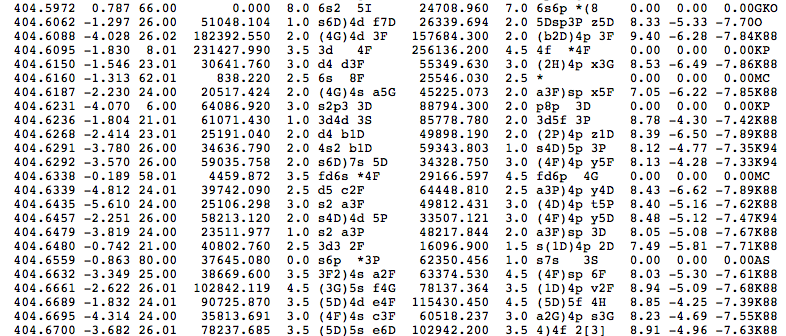 404.5972 0.787 66.00 0.000 8.0 6s2 5I 24708.960 7.0 6s6p *(8 0.00 0.00 0.00GKO
404.6062 -1.297 26.00 51048.104 1.0 s6D)4d f7D 26339.694 2.0 5Dsp3P z5D 8.33 -5.33 -7.70O
404.6088 -4.028 26.02 182392.550 2.0 (4G)4d 3F 157684.300 2.0 (b2D)4p 3F 9.40 -6.28 -7.84K88
404.6095 -1.830 8.01 231427.990 3.5 3d 4F 256136.200 4.5 4f *4F 0.00 0.00 0.00KP
404.6150 -1.546 23.01 30641.760 3.0 d4 d3F 55349.630 3.0 (2H)4p x3G 8.53 -6.49 -7.86K88
404.6160 -1.313 62.01 838.220 2.5 6s 8F 25546.030 2.5 * 0.00 0.00 0.00MC
404.6187 -2.230 24.00 20517.424 2.0 (4G)4s a5G 45225.073 2.0 a3F)sp x5F 7.05 -6.22 -7.85K88
404.6231 -4.070 6.00 64086.920 3.0 s2p3 3D 88794.300 2.0 p8p 3D 0.00 0.00 0.00KP
404.6236 -1.804 21.01 61071.430 1.0 3d4d 3S 85778.780 2.0 3d5f 3P 8.78 -4.30 -7.42K88
404.6268 -2.414 23.01 25191.040 2.0 d4 b1D 49898.190 2.0 (2P)4p z1D 8.39 -6.50 -7.89K88
404.6291 -3.780 26.00 34636.790 2.0 4s2 b1D 59343.803 1.0 s4D)5p 3P 8.12 -4.77 -7.35K94
404.6292 -3.570 26.00 59035.758 2.0 s6D)7s 5D 34328.750 3.0 (4F)4p y5F 8.13 -4.28 -7.33K94
404.6338 -0.189 58.01 4459.872 3.5 fd6s *4F 29166.597 4.5 fd6p 4G 0.00 0.00 0.00MC
404.6339 -4.812 24.01 39742.090 2.5 d5 c2F 64448.810 2.5 a3P)4p y4D 8.43 -6.62 -7.89K88
404.6435 -5.610 24.00 25106.298 3.0 s2 a3F 49812.431 3.0 (4D)4p t5P 8.40 -5.16 -7.62K88
404.6457 -2.251 26.00 58213.120 2.0 s4D)4d 5P 33507.121 3.0 (4F)4p y5D 8.48 -5.12 -7.47K94
404.6479 -3.819 24.00 23511.977 1.0 s2 a3P 48217.844 2.0 a3F)sp 3D 8.05 -5.08 -7.67K88
404.6480 -0.742 21.00 40802.760 2.5 3d3 2F 16096.900 1.5 s(1D)4p 2D 7.49 -5.81 -7.71K88
404.6559 -0.863 80.00 37645.080 0.0 s6p *3P 62350.456 1.0 s7s 3S 0.00 0.00 0.00AS
404.6632 -3.349 25.00 38669.600 3.5 3F2)4s a2F 63374.530 4.5 (4F)sp 6F 8.03 -5.30 -7.61K88
404.6661 -2.622 26.01 102842.119 4.5 (3G)5s f4G 78137.364 3.5 (1D)4p v2F 8.94 -5.09 -7.68K88
404.6689 -1.832 24.01 90725.870 3.5 (5D)4d e4F 115430.450 4.5 (5D)5f 4H 8.85 -4.25 -7.39K88
404.6695 -4.314 24.00 35813.691 3.0 (4F)4s c3F 60518.237 3.0 a2G)4p s3G 8.23 -4.69 -7.55K88
404.6700 -3.682 26.01 78237.685 3.5 (5D)5s e6D 102942.200 3.5 4)4f 2[3] 8.91 -4.96 -7.63K88